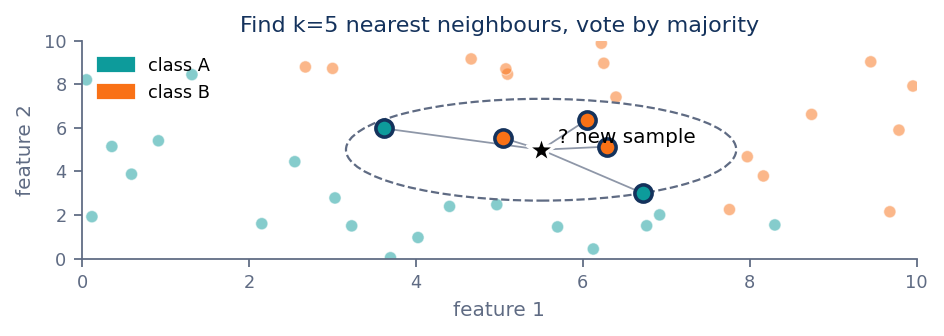 Find k=5 nearest neighbours, vote by majority
feature 2
10
8
6
4
2
0
class A
class B
? new sample
0 2 4 6 8 10
feature 1